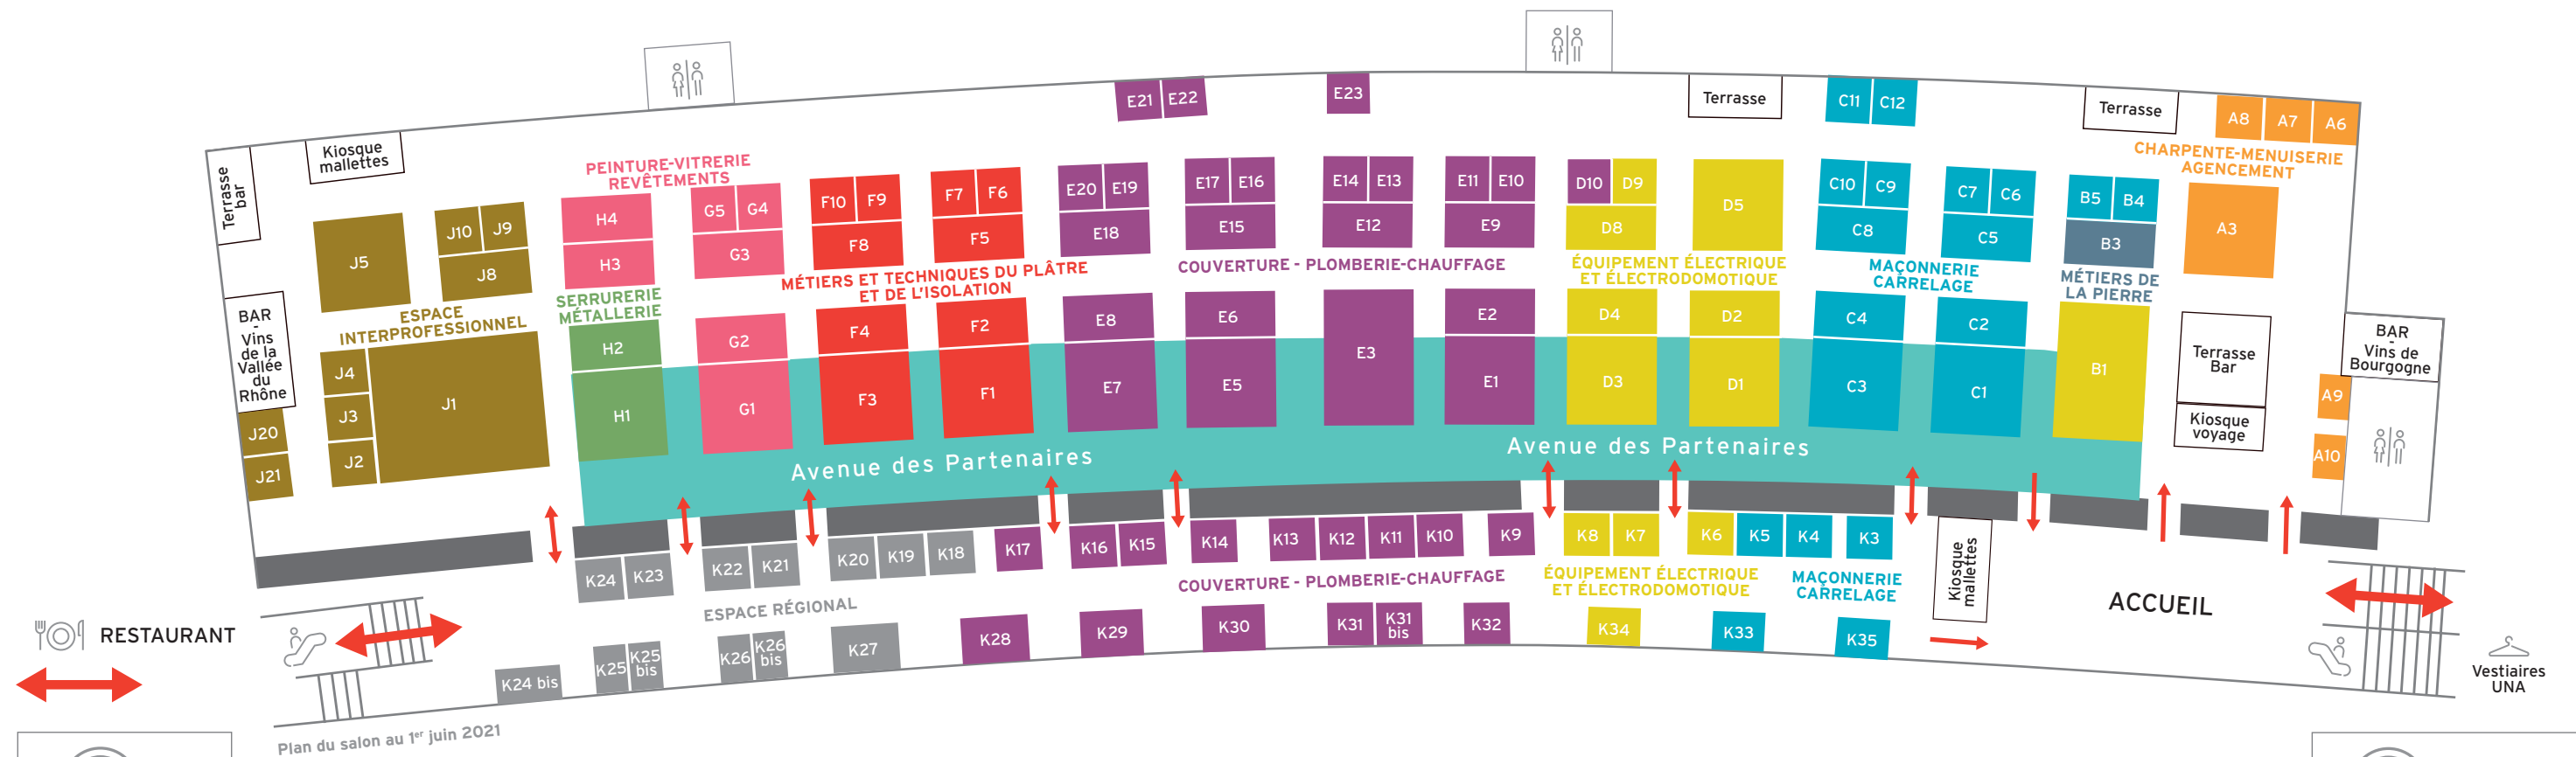 E21
E22
E23
Terrasse
C11
C12
Terrasse
A8
A7
A6
CHARPENTE-MENUISERIE
AGENCEMENT
Terrasse
bar
Kiosque
mallettes
PEINTURE-VITRERIE
REVÊTEMENTS
J5
J10
J9
J8
H4
H3
G5
G4
G3
F10
F9
F8
F7
F6
F5
E20
E19
E18
E17
E16
E15
E14
E13
E12
E11
E10
E9
D10
D9
D8
D5
C10
C9
C8
C7
C6
C5
B5
B4
B3
A3
ESPACE
INTERPROFESSIONNEL
SERRURERIE
MÉTALLERIE
MÉTIERS ET TECHNIQUES DU PLÂTRE
ET DE L'ISOLATION
COUVERTURE - PLOMBERIE-CHAUFFAGE
ÉQUIPEMENT ÉLECTRIQUE
ET ÉLECTRODOMOTIQUE
MAÇONNERIE
CARRELAGE
MÉTIERS DE
LA PIERRE
BAR
-
Vins
de la
Vallée
du
Rhône
J20
J21
J4
J3
J2
J1
H2
H1
G2
G1
F4
F3
F2
F1
E8
E7
E6
E5
E3
E2
E1
D4
D3
D2
D1
C4
C3
C2
C1
B1
Terrasse
Bar
Kiosque
voyage
BAR
-
Vins de
Bourgogne
A9
A10
Avenue des Partenaires
Avenue des Partenaires
K24
K23
K22
K21
K20
K19
K18
K17
K16
K15
K14
K13
K12
K11
K10
K9
K8
K7
K6
K5
K4
K3
Kiosque
mallettes
ESPACE RÉGIONAL
COUVERTURE - PLOMBERIE-CHAUFFAGE
ÉQUIPEMENT ÉLECTRIQUE
ET ÉLECTRODOMOTIQUE
MAÇONNERIE
CARRELAGE
ACCUEIL
RESTAURANT
K24 bis
K25
K25
bis
K26
K26
bis
K27
K28
K29
K30
K31
K31
bis
K32
K34
K33
K35
Vestiaires
UNA
Plan du salon au 1er juin 2021